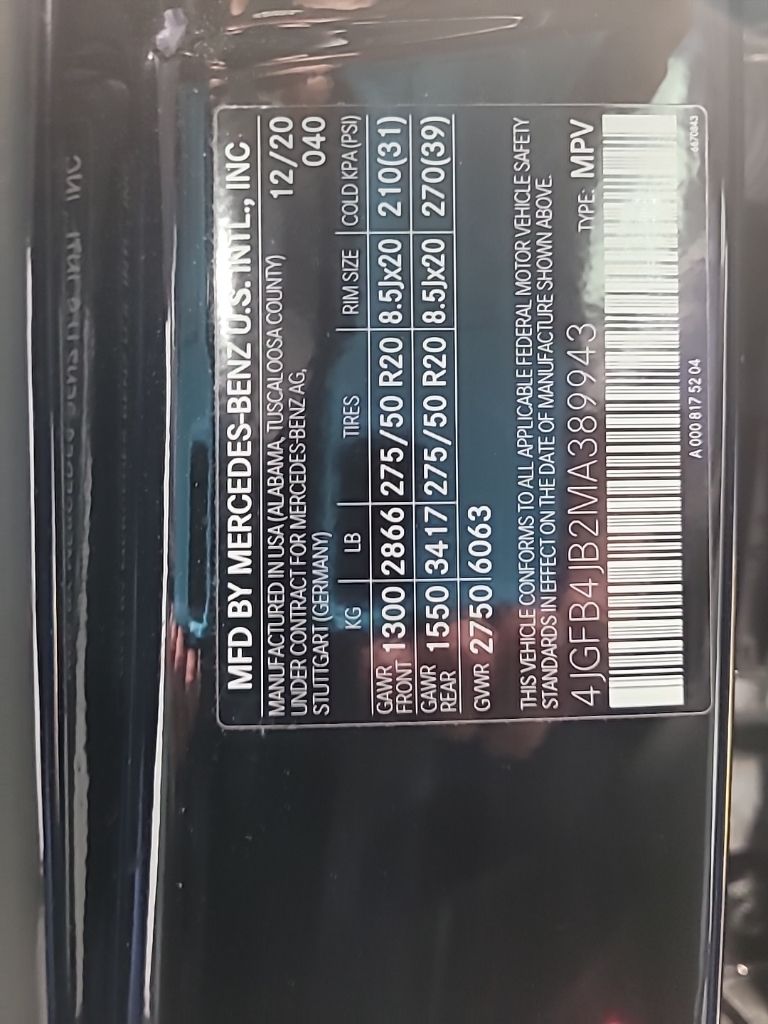 MFD BY MERCEDES-BENZ U.S. INTL., INC
MANUFACTURED IN USA (ALABAMA, TUSCALOOSA COUNTY) 12/20
UNDER CONTRACT FOR MERCEDES-BENZ AG, 040
STUTTGART (GERMANY)
KG LB TIRES RIM SIZE COLD KPA (PSI)
GAWR FRONT 1300 2866 275/50 R20 8.5Jx20 210(31)
GAWR REAR 1550 3417 275/50 R20 8.5Jx20 270(39)
GWR 2750 6063
THIS VEHICLE CONFORMS TO ALL APPLICABLE FEDERAL MOTOR VEHICLE SAFETY
STANDARDS IN EFFECT ON THE DATE OF MANUFACTURE SHOWN ABOVE.
4JGFB4JB2MA389943 TYPE: MPV
A 000 817 52 04